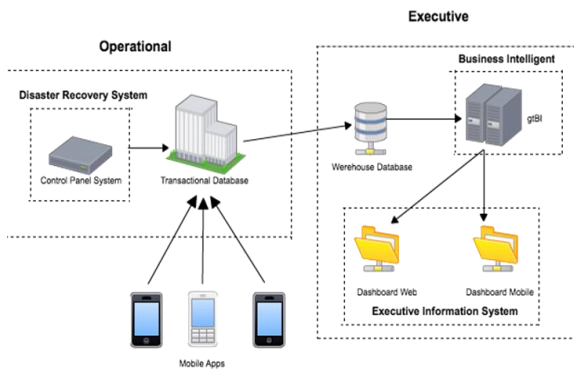 Executive
Operational
Business Intelligent
Disaster Recovery System
gtBI
Control Panel System
Transactional Database
Werehouse Database
Dashboard Web
Dashboard Mobile
Executive Information System
Mobile Apps